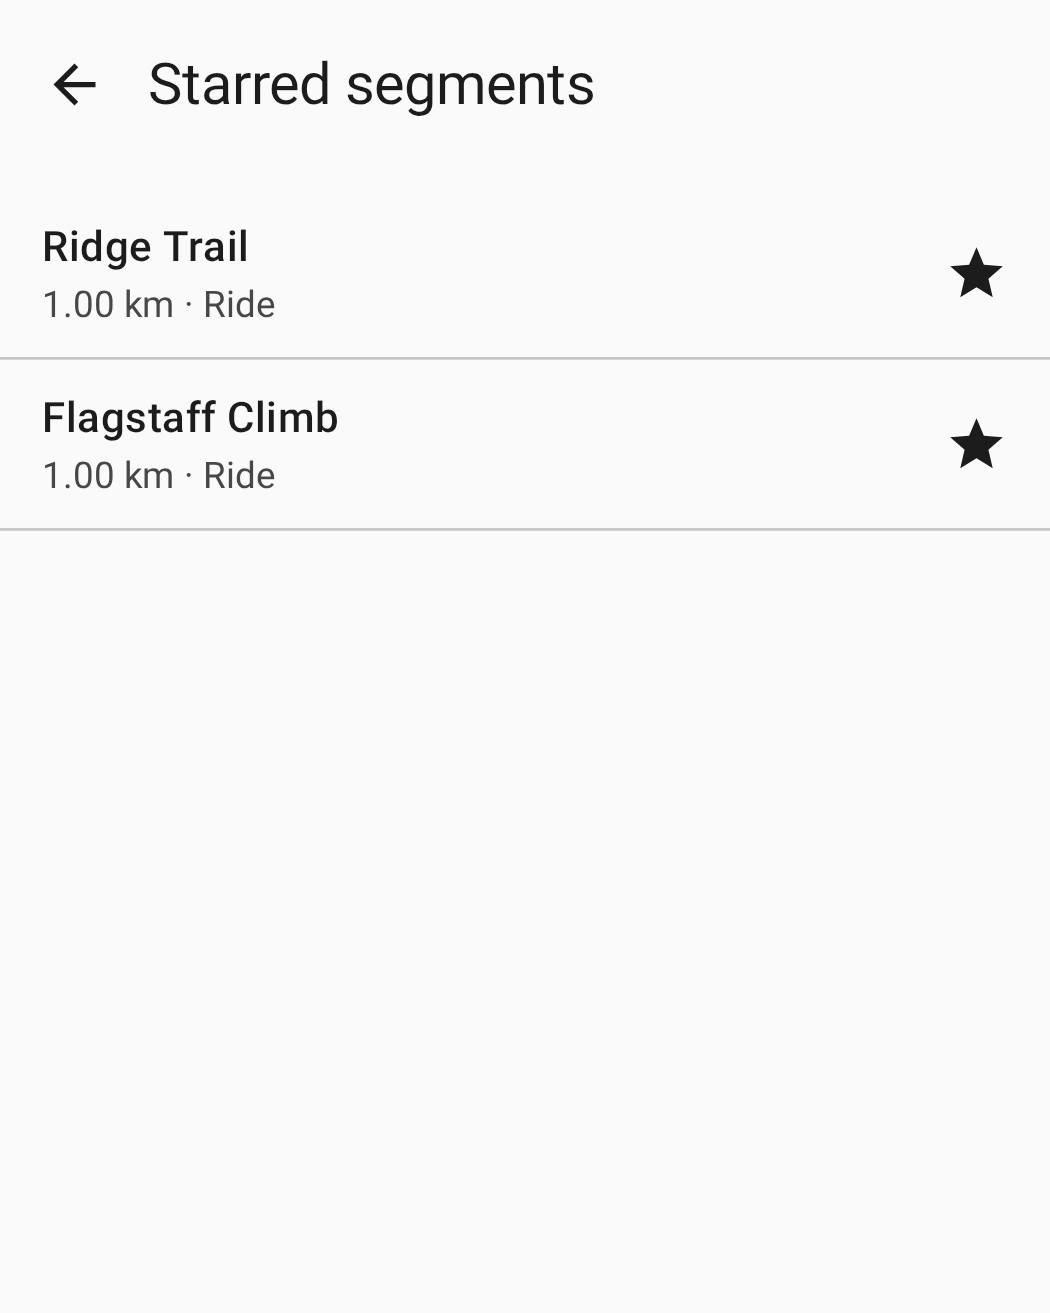 Starred segments
Ridge Trail
1.00 km · Ride
Flagstaff Climb
1.00 km · Ride